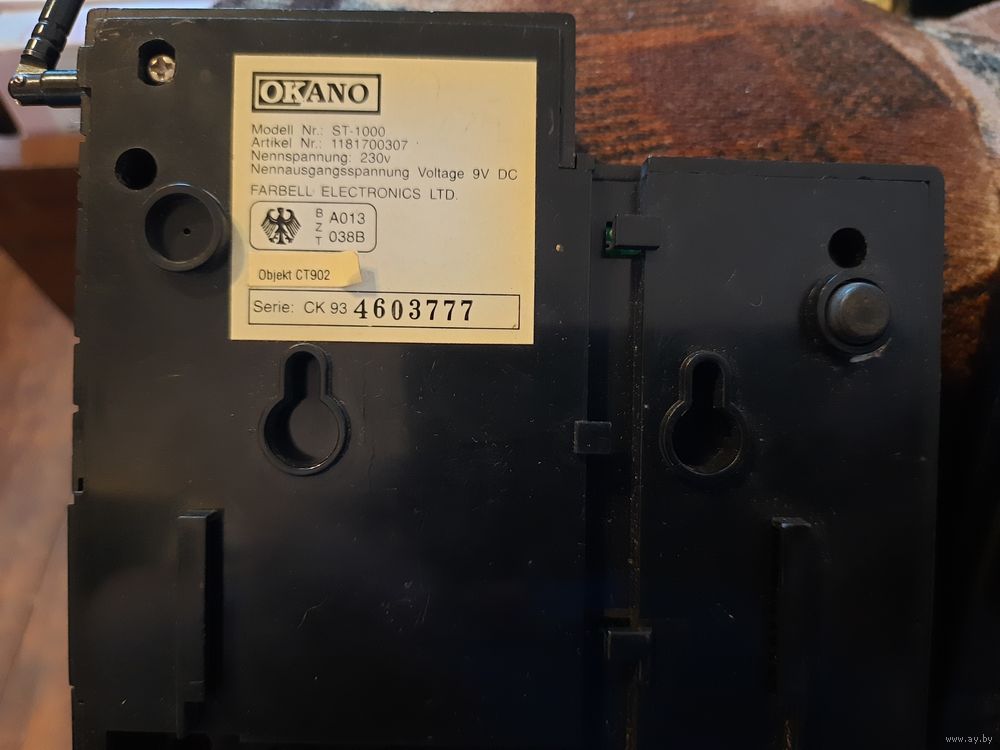 OKANO
Modell Nr.: ST-1000
Artikel Nr.: 1181700307
Nennspannung: 230v
Nennausgangsspannung Voltage 9V DC
FARBELL ELECTRONICS LTD.
BZT
A013
038B
Objekt CT902
Serie: CK 93 4603777
www.ay.by